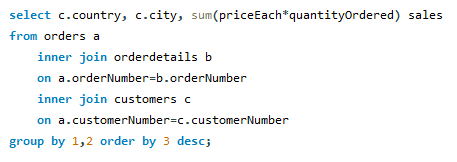 select c.country, c.city, sum(priceEach*quantityOrdered) sales
from orders a
inner join orderdetails b
on a.orderNumber=b.orderNumber
inner join customers c
on a.customerNumber=c.customerNumber
group by 1,2 order by 3 desc;